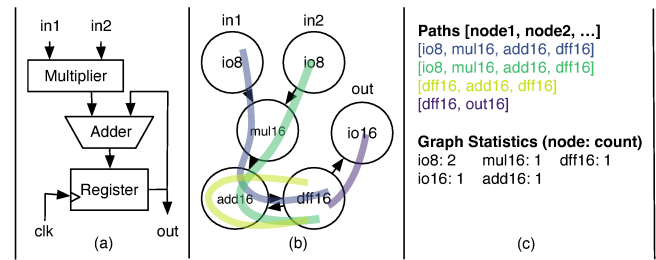 in1 in2
Multiplier
Adder
Register
clk
out
(a)
in1 in2
io8 io8
out
mul16
io16
add16 dff16
(b)
Paths [node1, node2, …]
[io8, mul16, add16, dff16]
[io8, mul16, add16, dff16]
[dff16, add16, dff16]
[dff16, out16]
Graph Statistics (node: count)
io8: 2 mul16: 1 dff16: 1
io16: 1 add16: 1
(c)